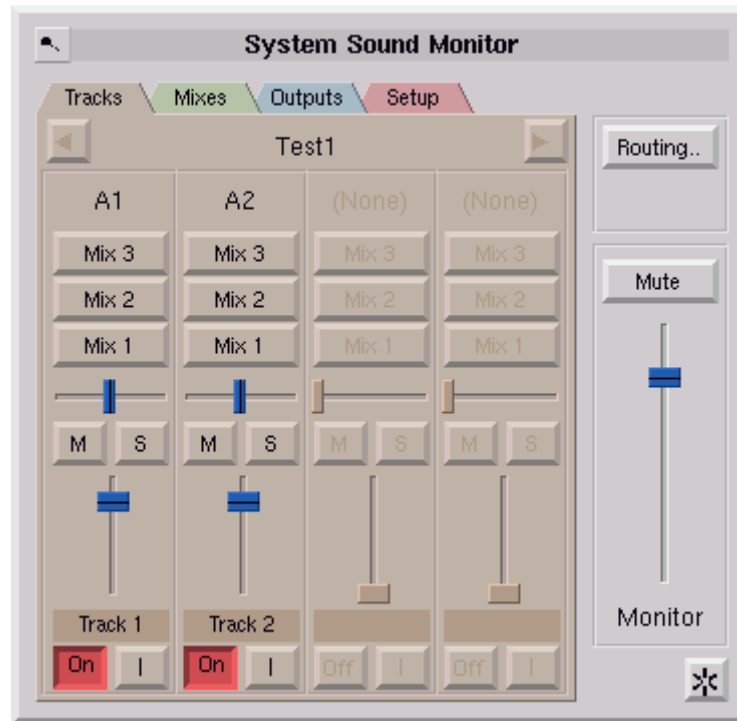 System Sound Monitor
Tracks Mixes Outputs Setup
Test1
Routing..
A1 A2 (None) (None)
Mix 3 Mix 3 Mix 3 Mix 3
Mute
Mix 2 Mix 2 Mix 2 Mix 2
Mix 1 Mix 1 Mix 1 Mix 1
M S M S M S M S
Monitor
Track 1 Track 2
On I On I Off I Off I